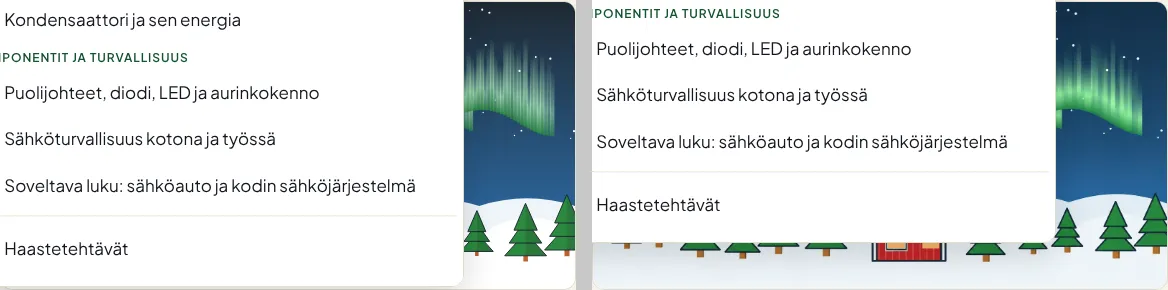 Kondensaattori ja sen energia
IPONENTIT JA TURVALLISUUS
Puolijohteet, diodi, LED ja aurinkokenno
Sähköturvallisuus kotona ja työssä
Soveltava luku: sähköauto ja kodin sähköjärjestelmä
Haastetehtävät
IPONENTIT JA TURVALLISUUS
Puolijohteet, diodi, LED ja aurinkokenno
Sähköturvallisuus kotona ja työssä
Soveltava luku: sähköauto ja kodin sähköjärjestelmä
Haastetehtävät